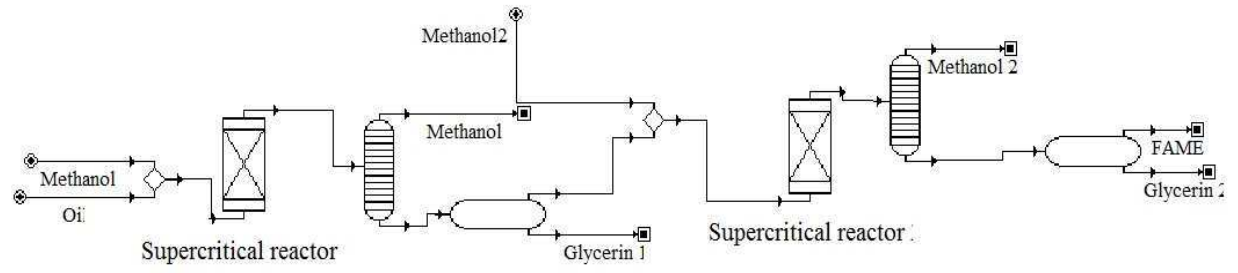 Methanol2
Methanol 2
Methanol
FAME
Methanol
Glycerin 2
Oil
Supercritical reactor
Glycerin 1
Supercritical reactor